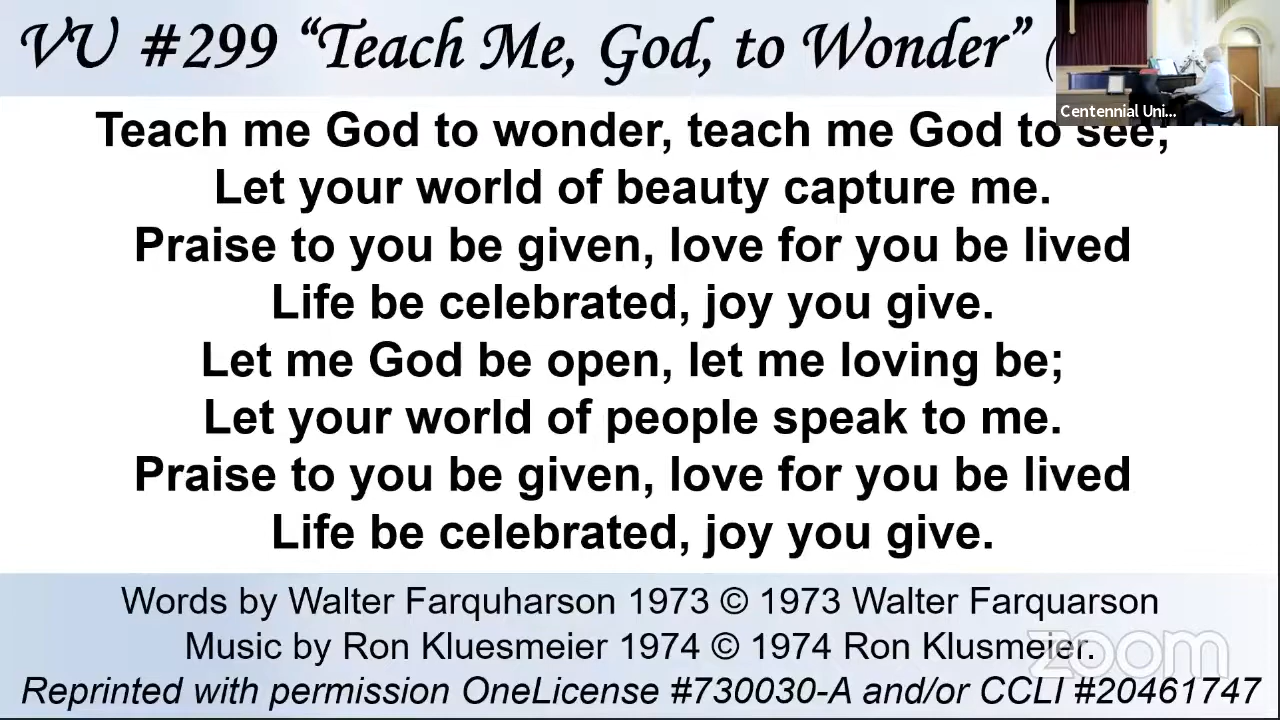 VU #299 “Teach Me, God, to Wonder” (
Centennial Uni...
Teach me God to wonder, teach me God to see;
Let your world of beauty capture me.
Praise to you be given, love for you be lived
Life be celebrated, joy you give.
Let me God be open, let me loving be;
Let your world of people speak to me.
Praise to you be given, love for you be lived
Life be celebrated, joy you give.
Words by Walter Farquharson 1973 © 1973 Walter Farquarson
Music by Ron Kluesmeier 1974 © 1974 Ron Klusmeier.
zoom
Reprinted with permission OneLicense #730030-A and/or CCLI #20461747